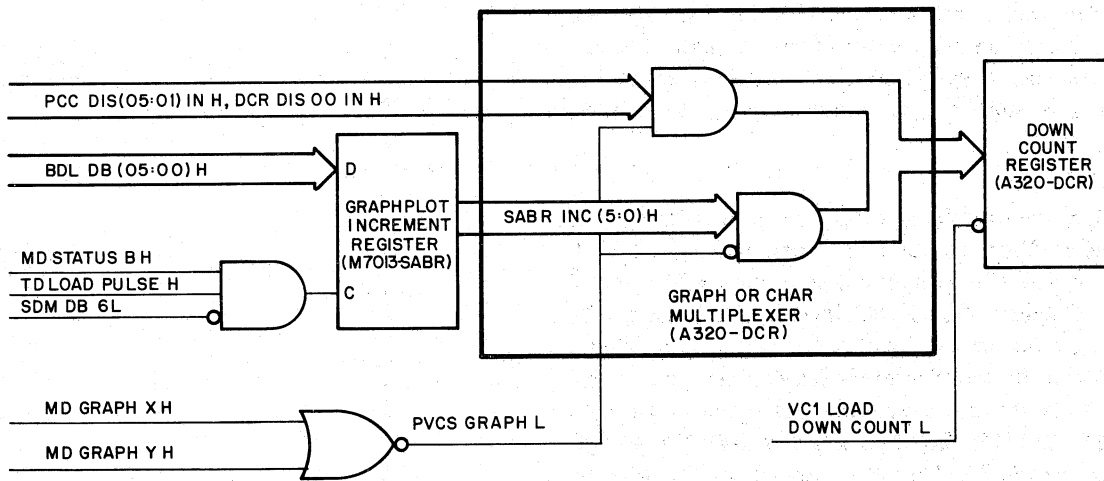 PCC DIS(05:01) IN H, DCR DIS 00 IN H
BDL DB (05:00) H
D
GRAPHPLOT
INCREMENT
REGISTER
(M7013-SABR)
C
MD STATUS B H
TD LOAD PULSE H
SDM DB 6L
SABR INC (5:0) H
GRAPH OR CHAR
MULTIPLEXER
(A320-DCR)
DOWN
COUNT
REGISTER
(A320-DCR)
MD GRAPH X H
MD GRAPH Y H
PVCS GRAPH L
VC1 LOAD
DOWN COUNT L